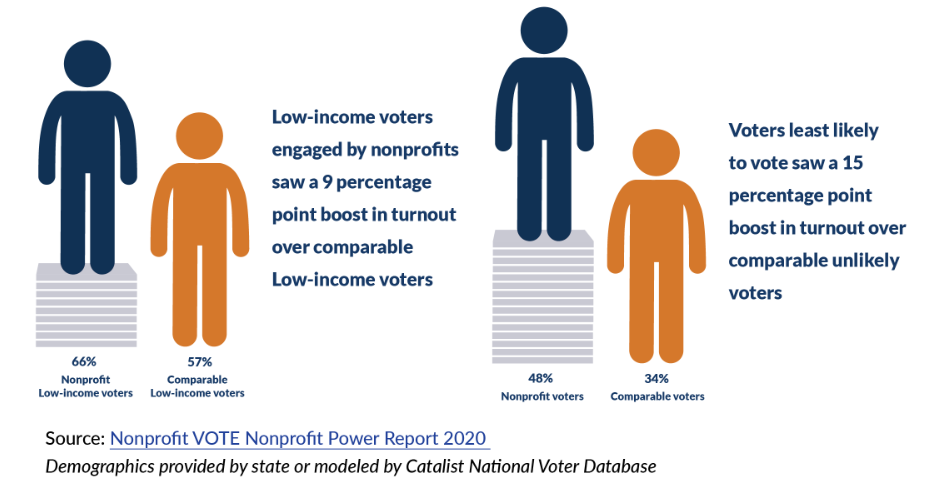 Low-income voters
engaged by nonprofits
saw a 9 percentage
point boost in turnout
over comparable
Low-income voters
66%
Nonprofit
Low-income voters
57%
Comparable
Low-income voters
Voters least likely
to vote saw a 15
percentage point
boost in turnout over
comparable unlikely
voters
48%
Nonprofit voters
34%
Comparable voters
Source: Nonprofit VOTE Nonprofit Power Report 2020
Demographics provided by state or modeled by Catalist National Voter Database